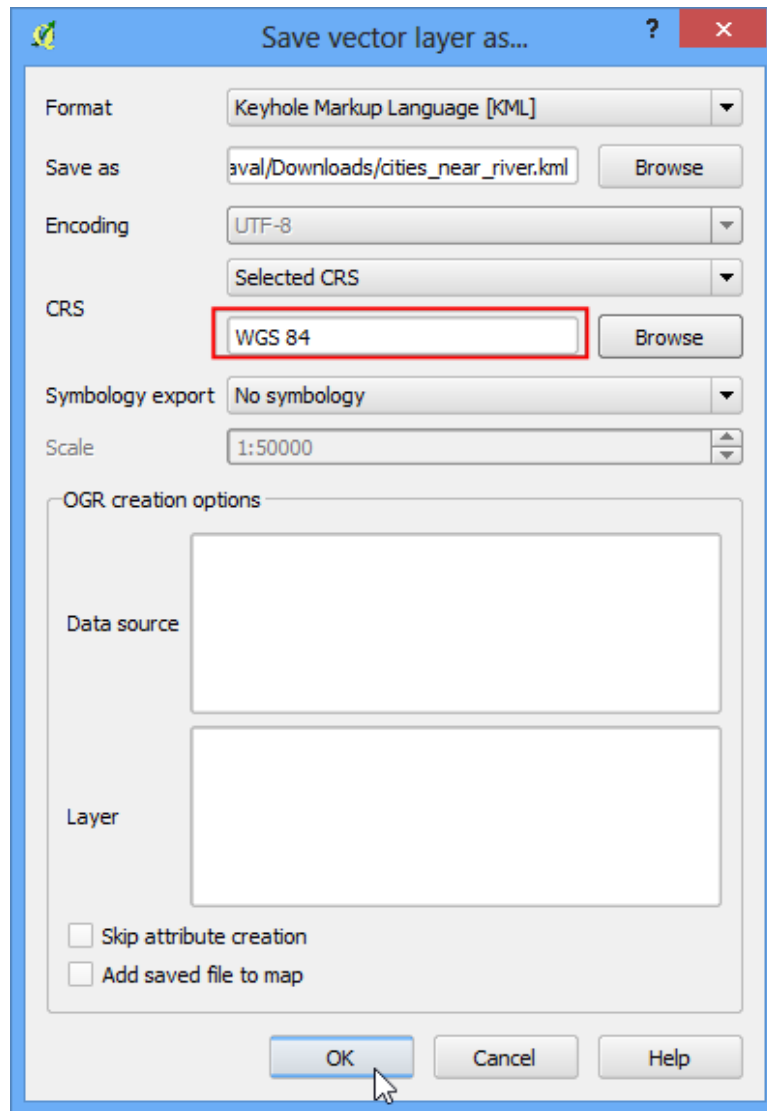 Save vector layer as...
?
Format Keyhole Markup Language [KML]
Save as aval/Downloads/cities_near_river.kml Browse
Encoding UTF-8
Selected CRS
CRS
WGS 84 Browse
Symbology export No symbology
Scale 1:50000
OGR creation options
Data source
Layer
Skip attribute creation
Add saved file to map
OK Cancel Help